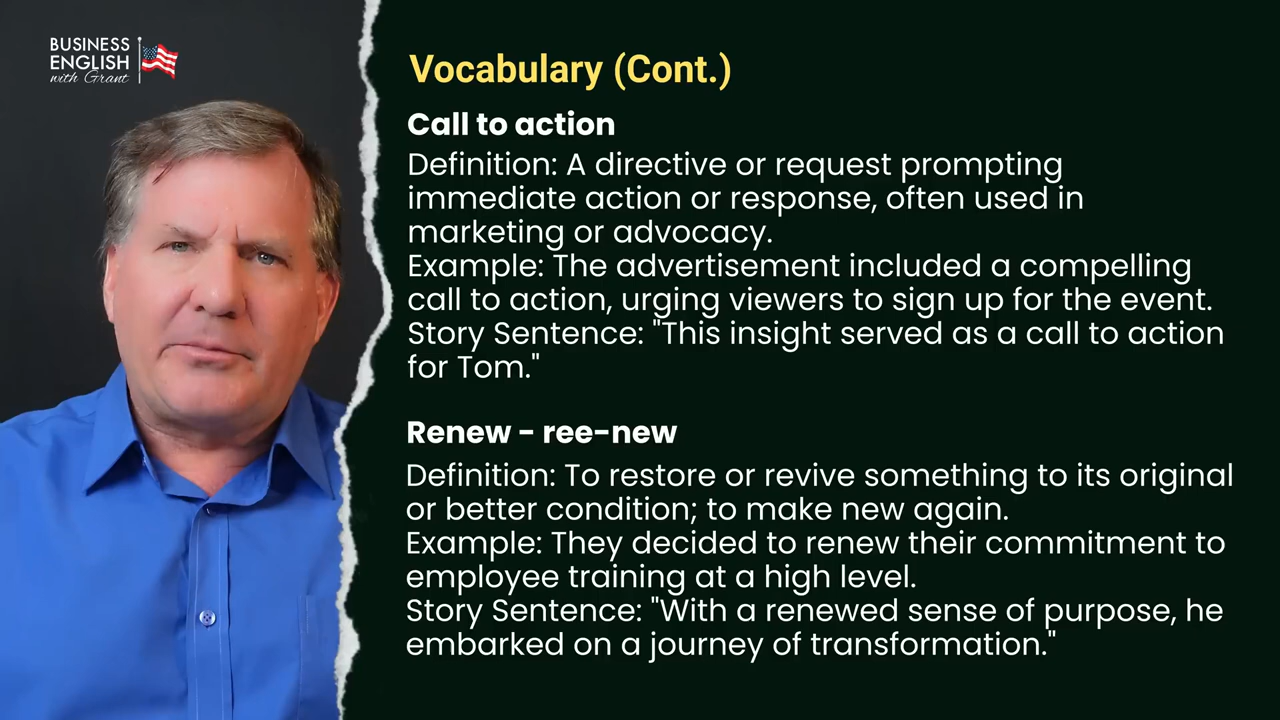 BUSINESS
ENGLISH
with Grant
Vocabulary (Cont.)
Call to action
Definition: A directive or request prompting
immediate action or response, often used in
marketing or advocacy.
Example: The advertisement included a compelling
call to action, urging viewers to sign up for the event.
Story Sentence: "This insight served as a call to action
for Tom."
Renew - ree-new
Definition: To restore or revive something to its original
or better condition; to make new again.
Example: They decided to renew their commitment to
employee training at a high level.
Story Sentence: "With a renewed sense of purpose, he
embarked on a journey of transformation."